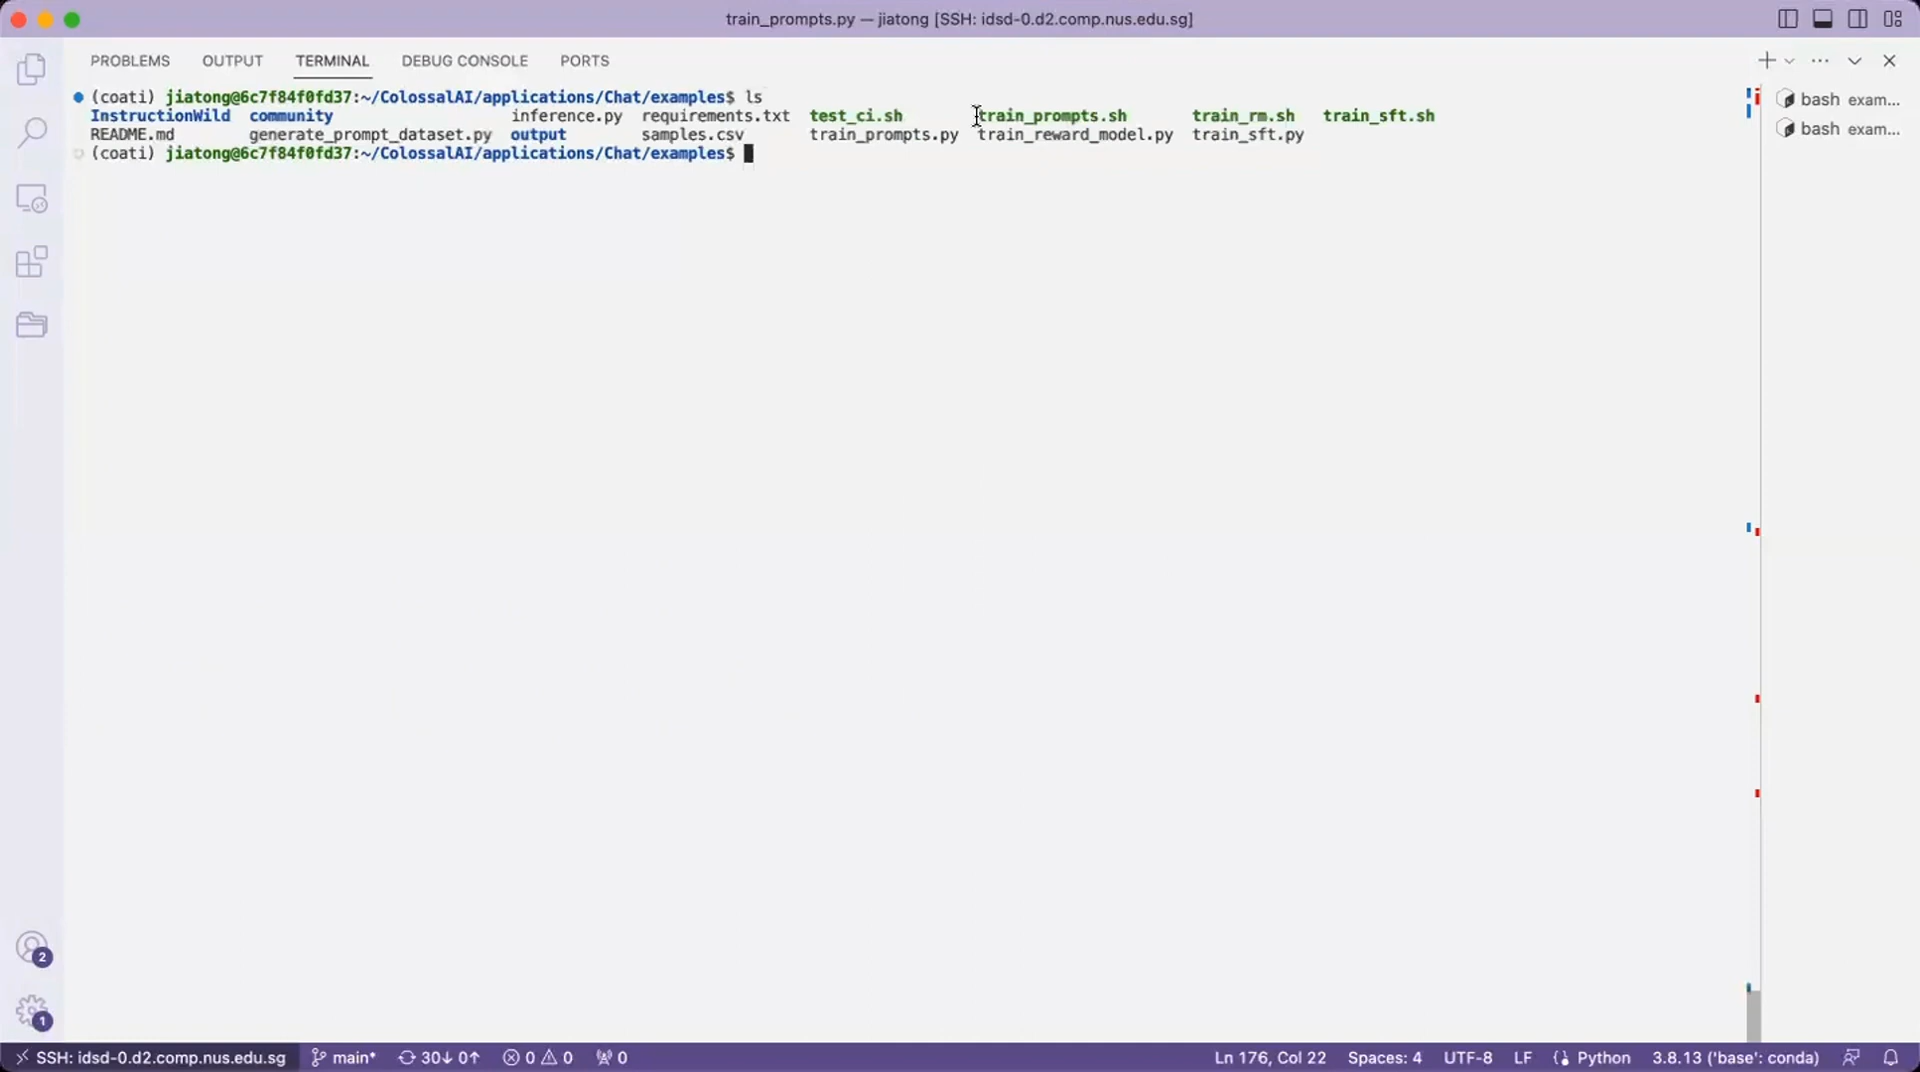 train_prompts.py — jiatong [SSH: idsd-0.d2.comp.nus.edu.sg]
PROBLEMS OUTPUT TERMINAL DEBUG CONSOLE PORTS
(coati) jiatong@6c7f84f0fd37:~/ColossalAI/applications/Chat/examples$ ls
InstructionWild community inference.py requirements.txt test_ci.sh train_prompts.sh train_rm.sh train_sft.sh
README.md generate_prompt_dataset.py output samples.csv train_prompts.py train_reward_model.py train_sft.py
(coati) jiatong@6c7f84f0fd37:~/ColossalAI/applications/Chat/examples$
bash exam...
bash exam...
2
1
SSH: idsd-0.d2.comp.nus.edu.sg main* 30↓ 0↑ 0 0 0 Ln 176, Col 22 Spaces: 4 UTF-8 LF Python 3.8.13 ('base': conda)